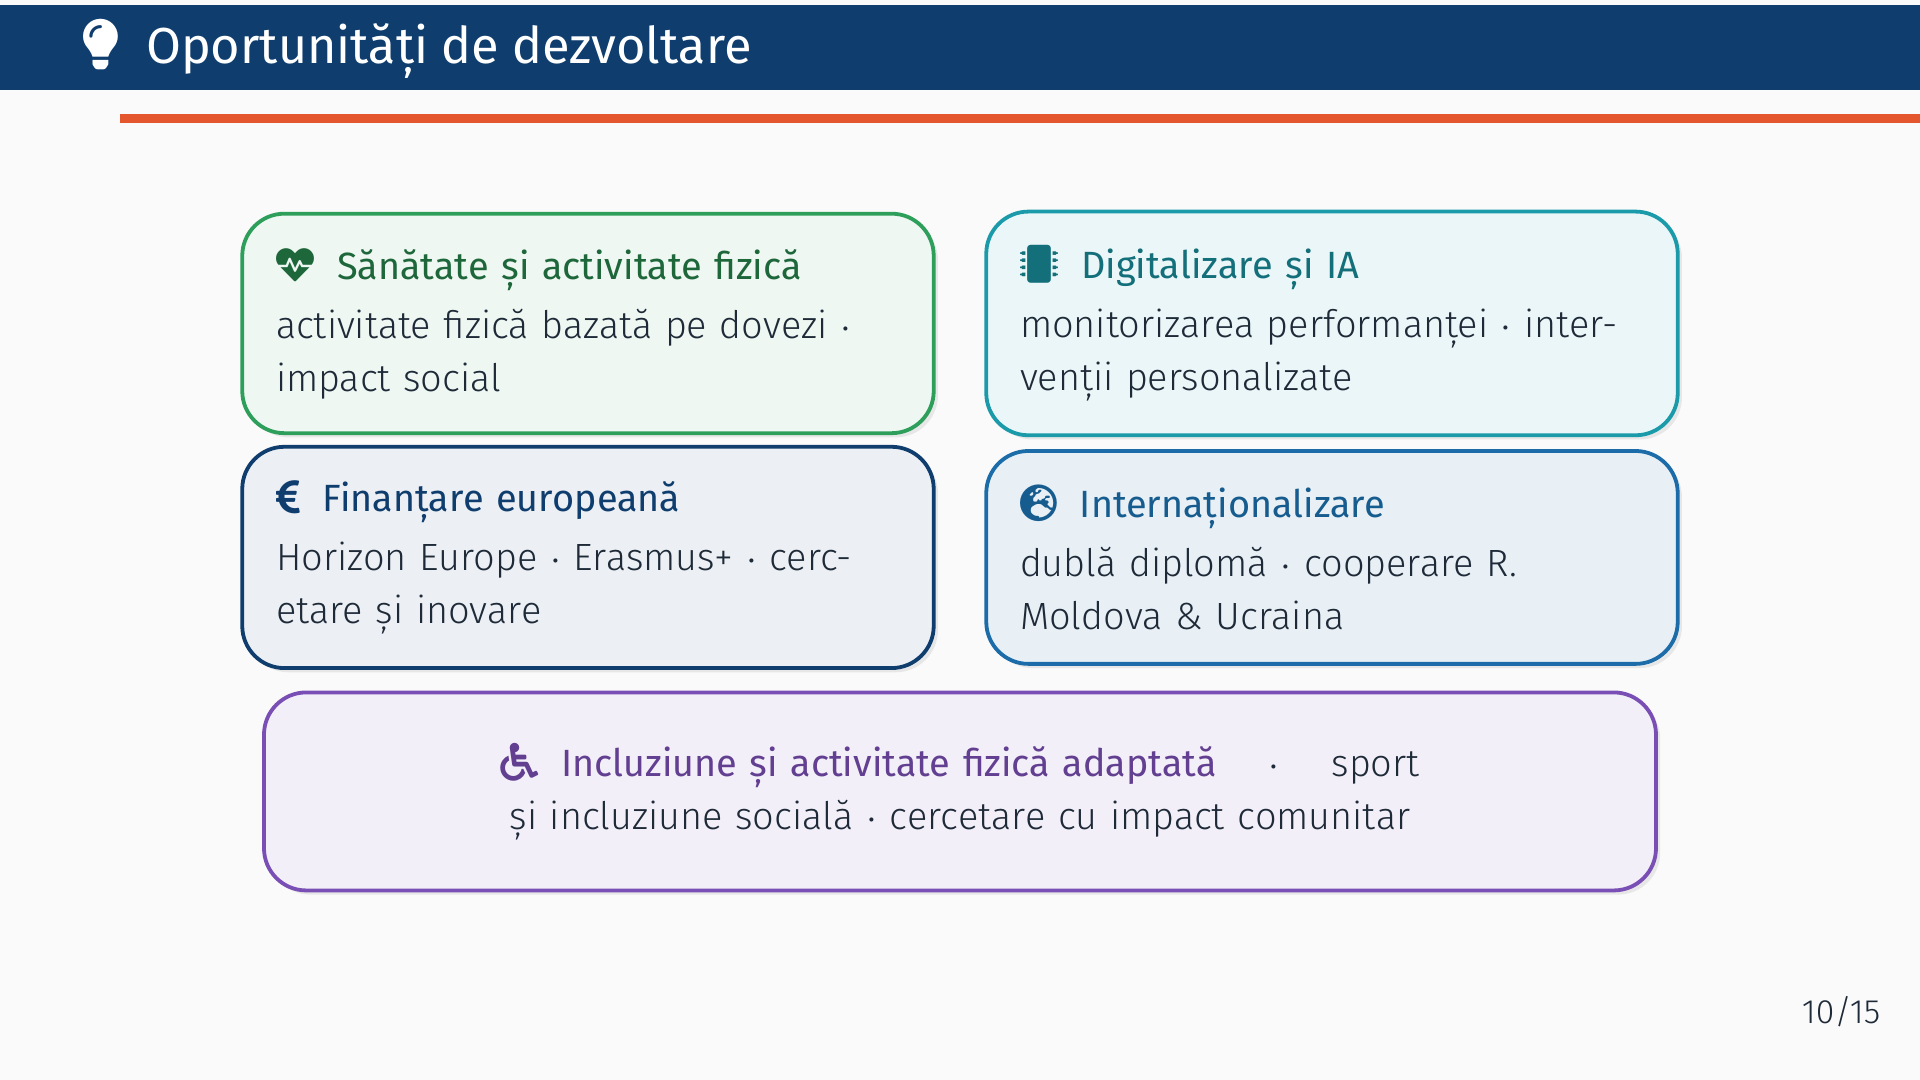 Oportunități de dezvoltare
Sănătate și activitate fizică
activitate fizică bazată pe dovezi ·
impact social
Digitalizare și IA
monitorizarea performanței · inter-
venții personalizate
€ Finanțare europeană
Horizon Europe · Erasmus+ · cerc-
etare și inovare
Internaționalizare
dublă diplomă · cooperare R.
Moldova & Ucraina
Incluziune și activitate fizică adaptată · sport
și incluziune socială · cercetare cu impact comunitar
10/15